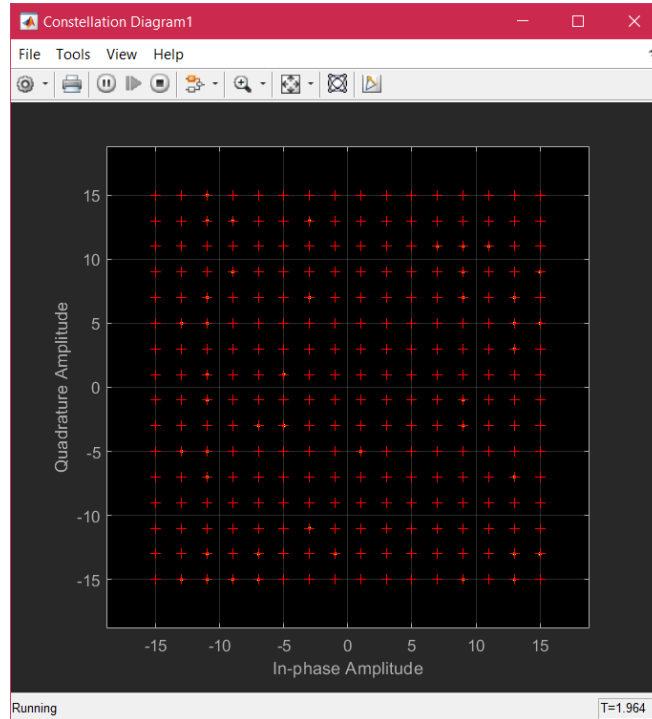 Constellation Diagram1
File Tools View Help
15
10
5
0
-5
-10
-15
Quadrature Amplitude
-15 -10 -5 0 5 10 15
In-phase Amplitude
Running T=1.964